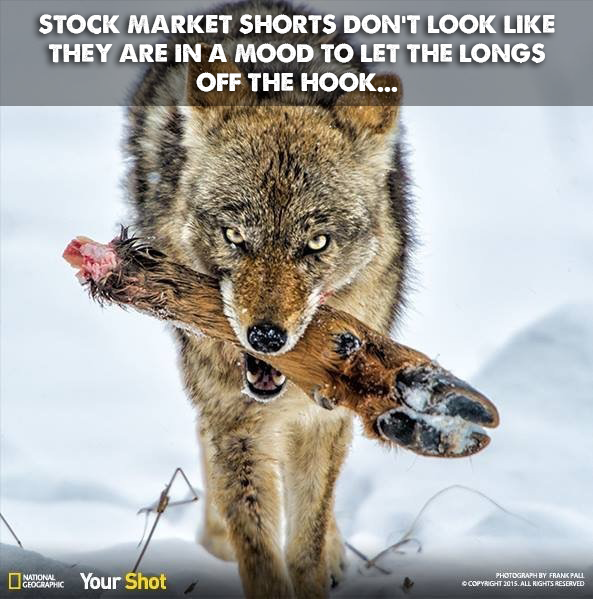 STOCK MARKET SHORTS DON'T LOOK LIKE
THEY ARE IN A MOOD TO LET THE LONGS
OFF THE HOOK...
NATIONAL
GEOGRAPHIC
Your Shot
PHOTOGRAPH BY FRANK PALL
© COPYRIGHT 2015. ALL RIGHTS RESERVED